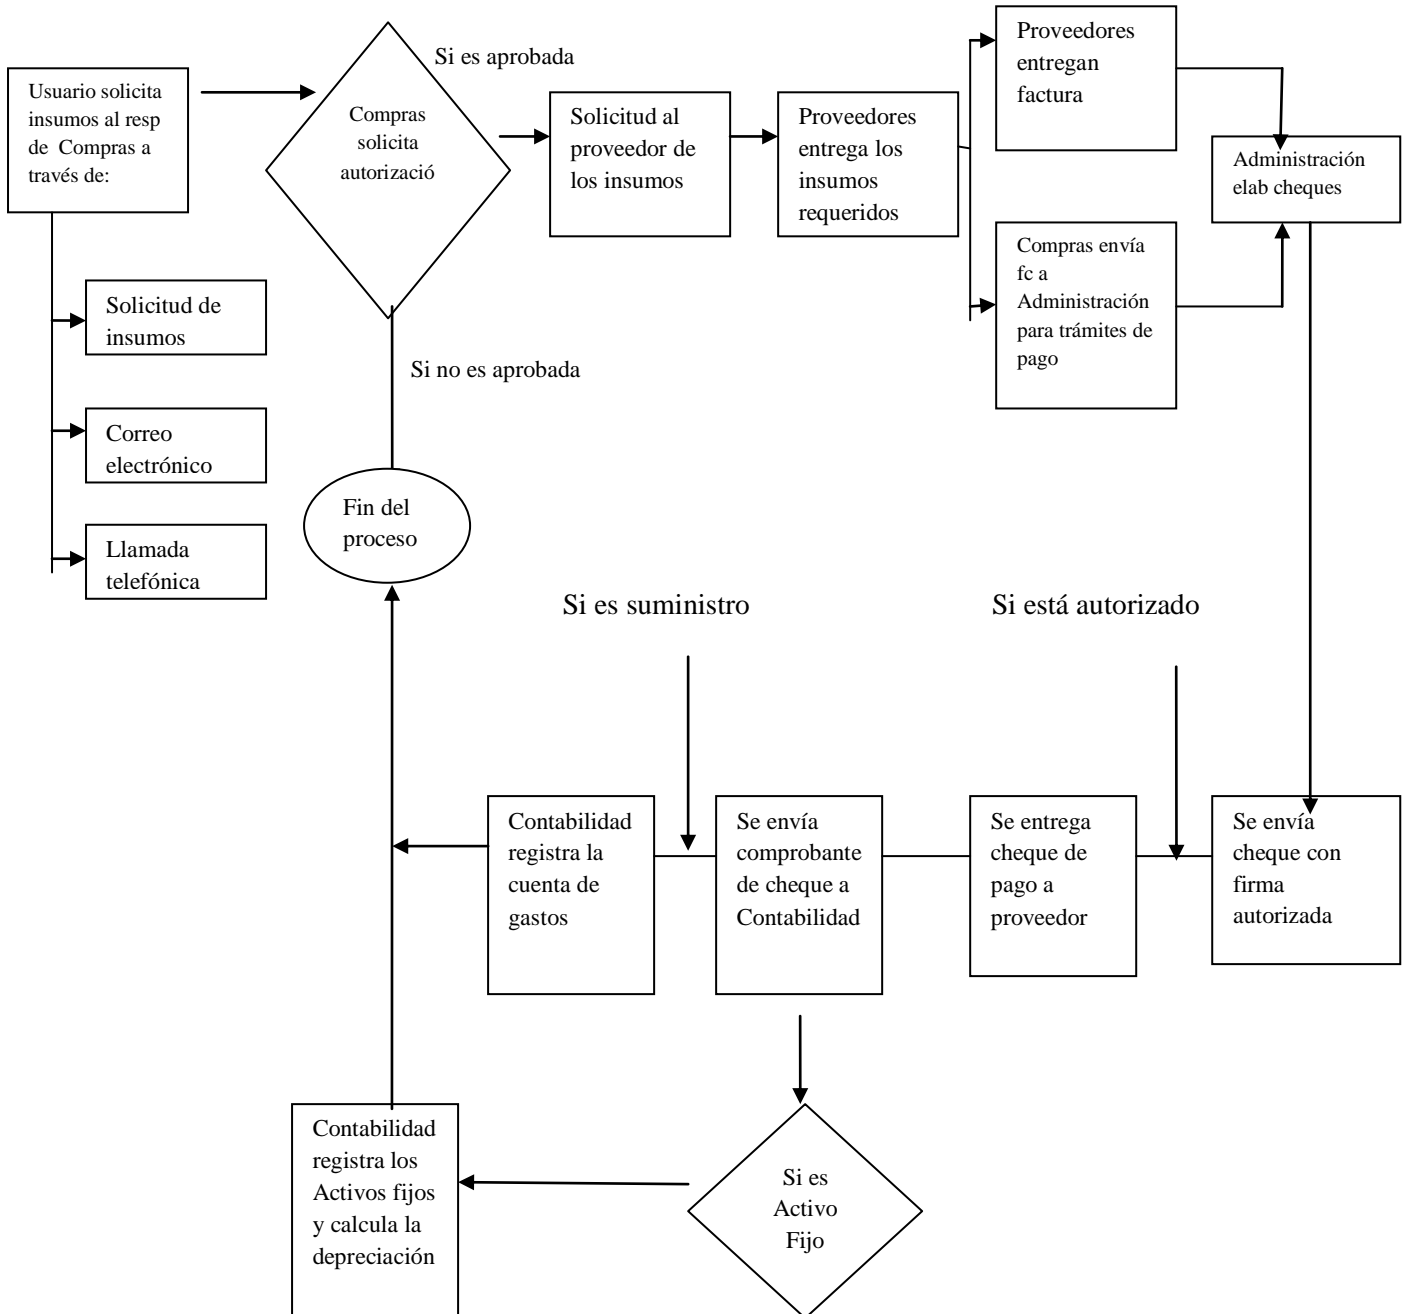 Usuario solicita
insumos al resp
de Compras a
través de:
Solicitud de
insumos
Correo
electrónico
Llamada
telefónica
Compras
solicita
autorizació
Si es aprobada
Si no es aprobada
Fin del
proceso
Solicitud al
proveedor de
los insumos
Proveedores
entrega los
insumos
requeridos
Proveedores
entregan
factura
Compras envía
fc a
Administración
para trámites de
pago
Administración
elab cheques
Si está autorizado
Se envía
cheque con
firma
autorizada
Se entrega
cheque de
pago a
proveedor
Si es suministro
Se envía
comprobante
de cheque a
Contabilidad
Contabilidad
registra la
cuenta de
gastos
Si es
Activo
Fijo
Contabilidad
registra los
Activos fijos
y calcula la
depreciación